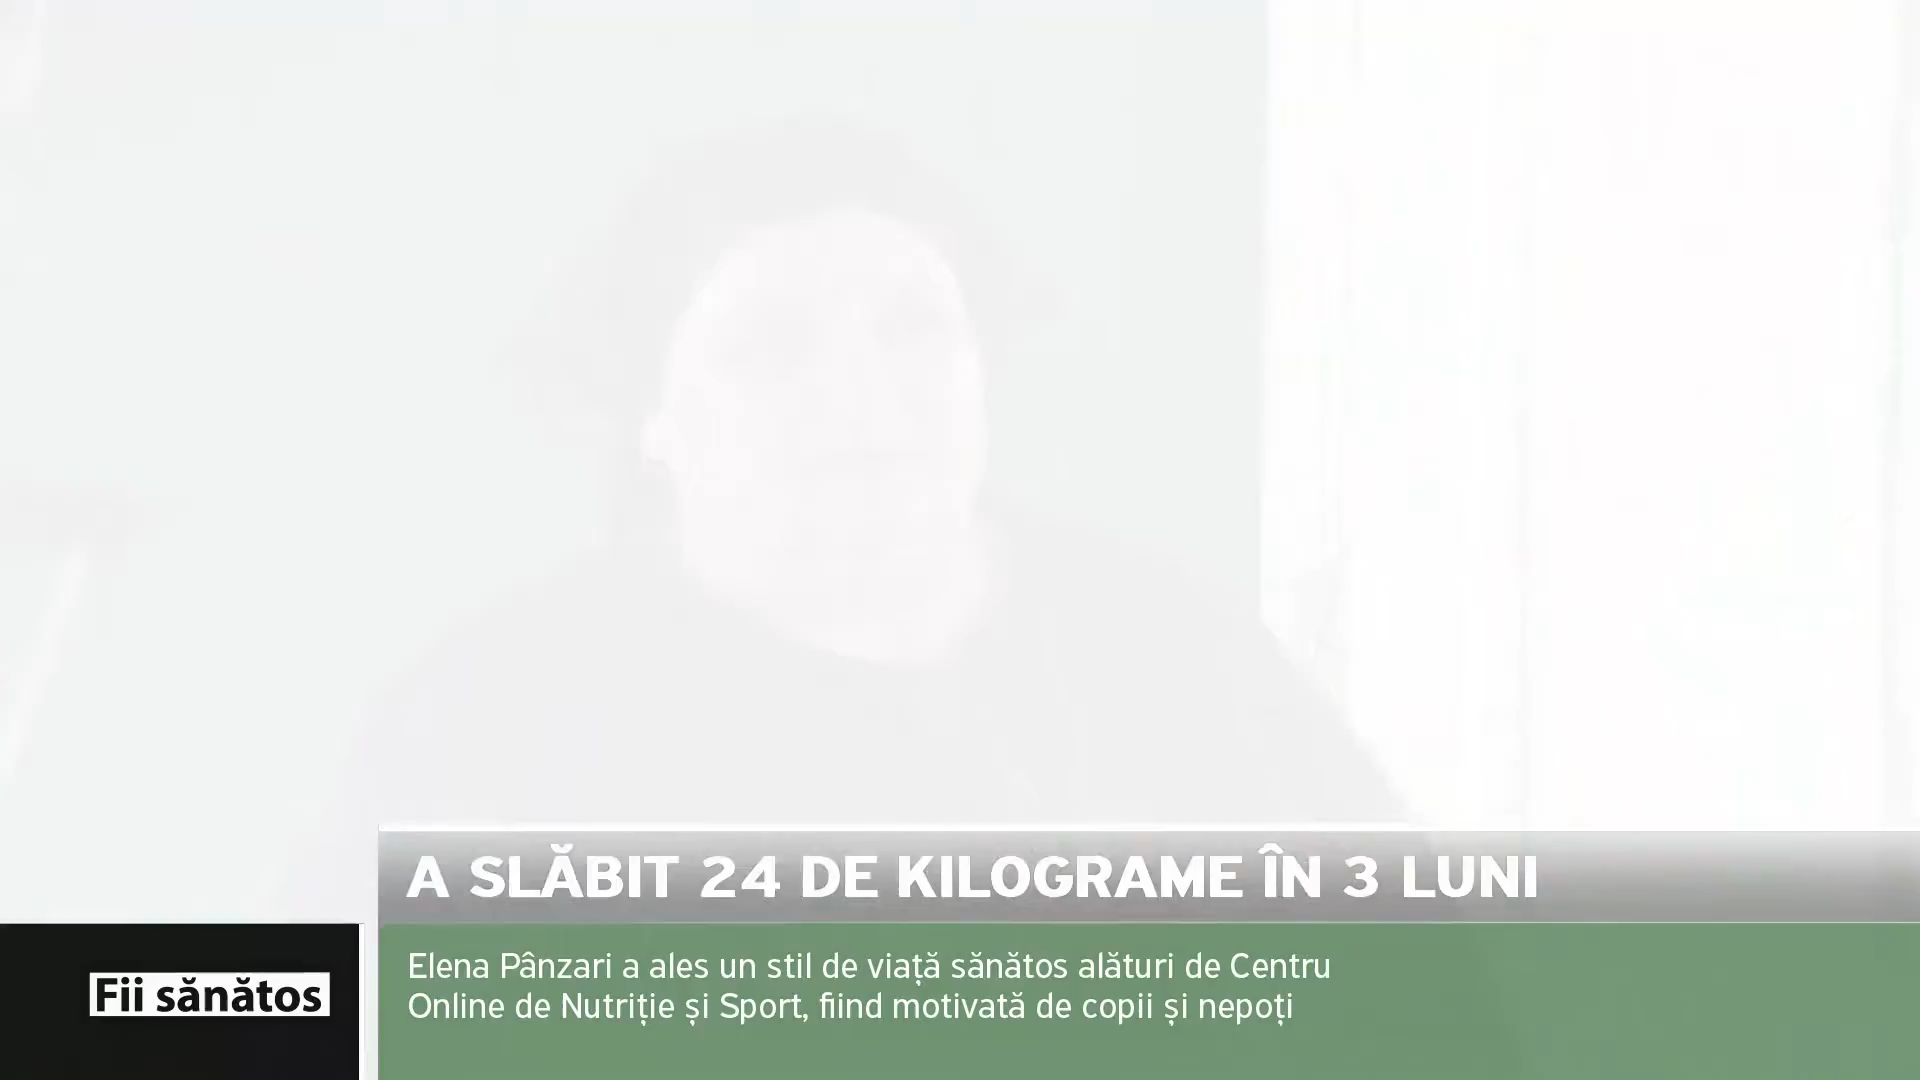 A SLĂBIT 24 DE KILOGRAME ÎN 3 LUNI
Fii sănătos
Elena Pânzari a ales un stil de viață sănătos alături de Centru
Online de Nutriție și Sport, fiind motivată de copii și nepoți